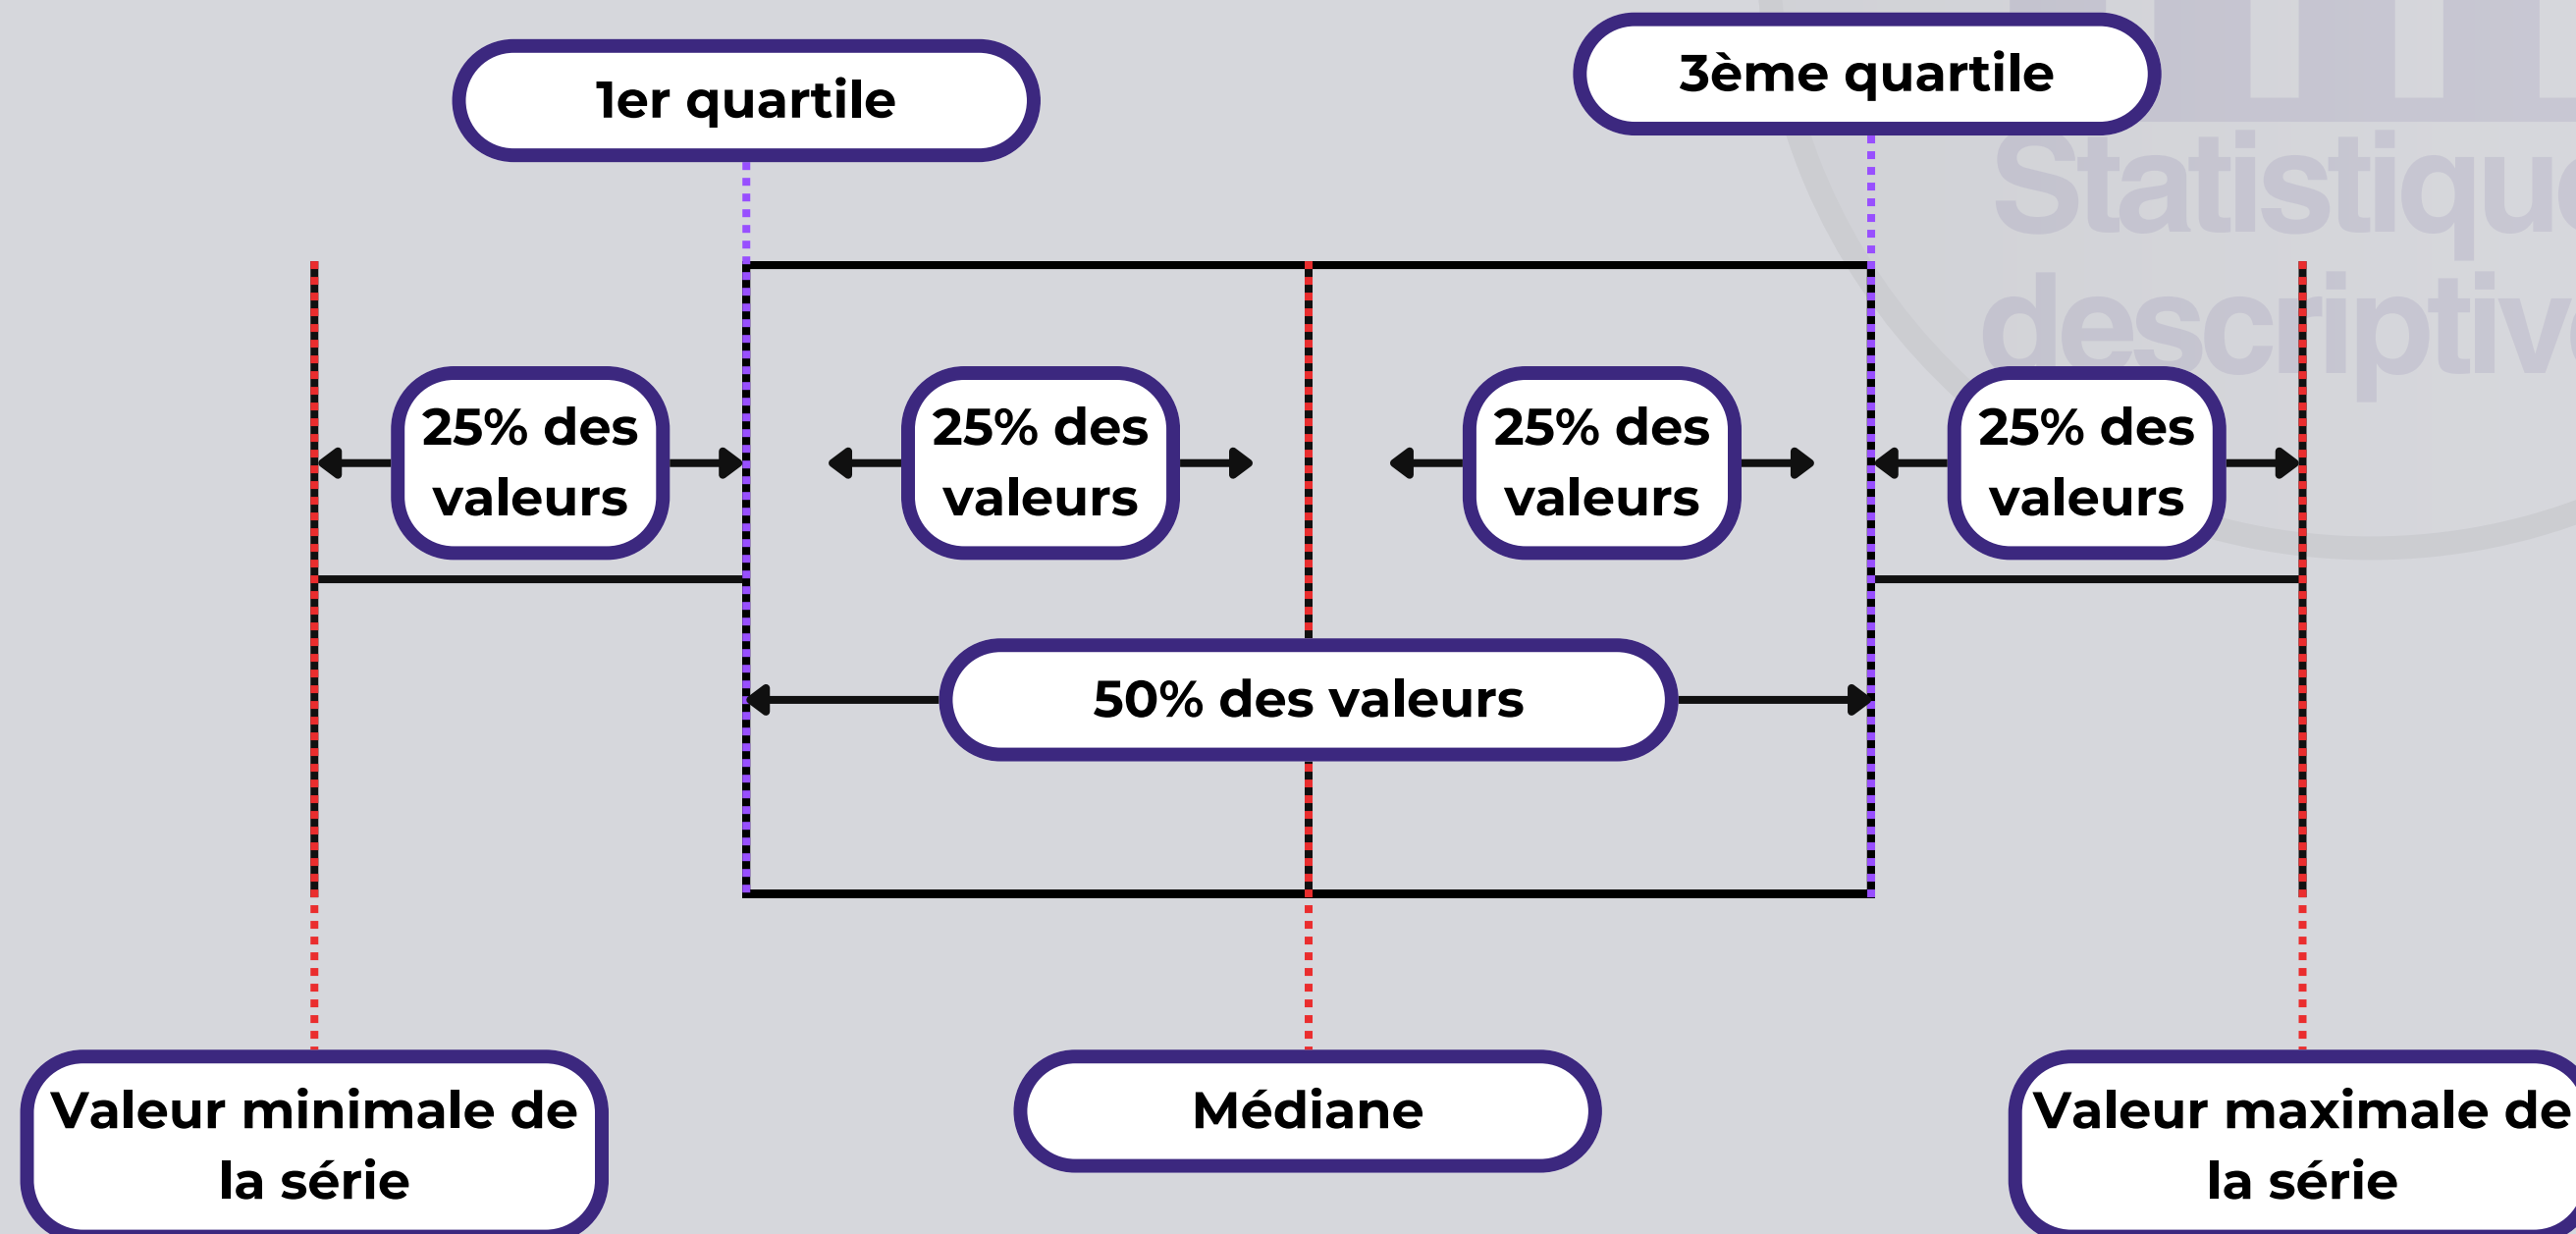 1er quartile
3ème quartile
Statistique
descriptive
25% des
valeurs
25% des
valeurs
25% des
valeurs
25% des
valeurs
50% des valeurs
Valeur minimale de
la série
Médiane
Valeur maximale de
la série